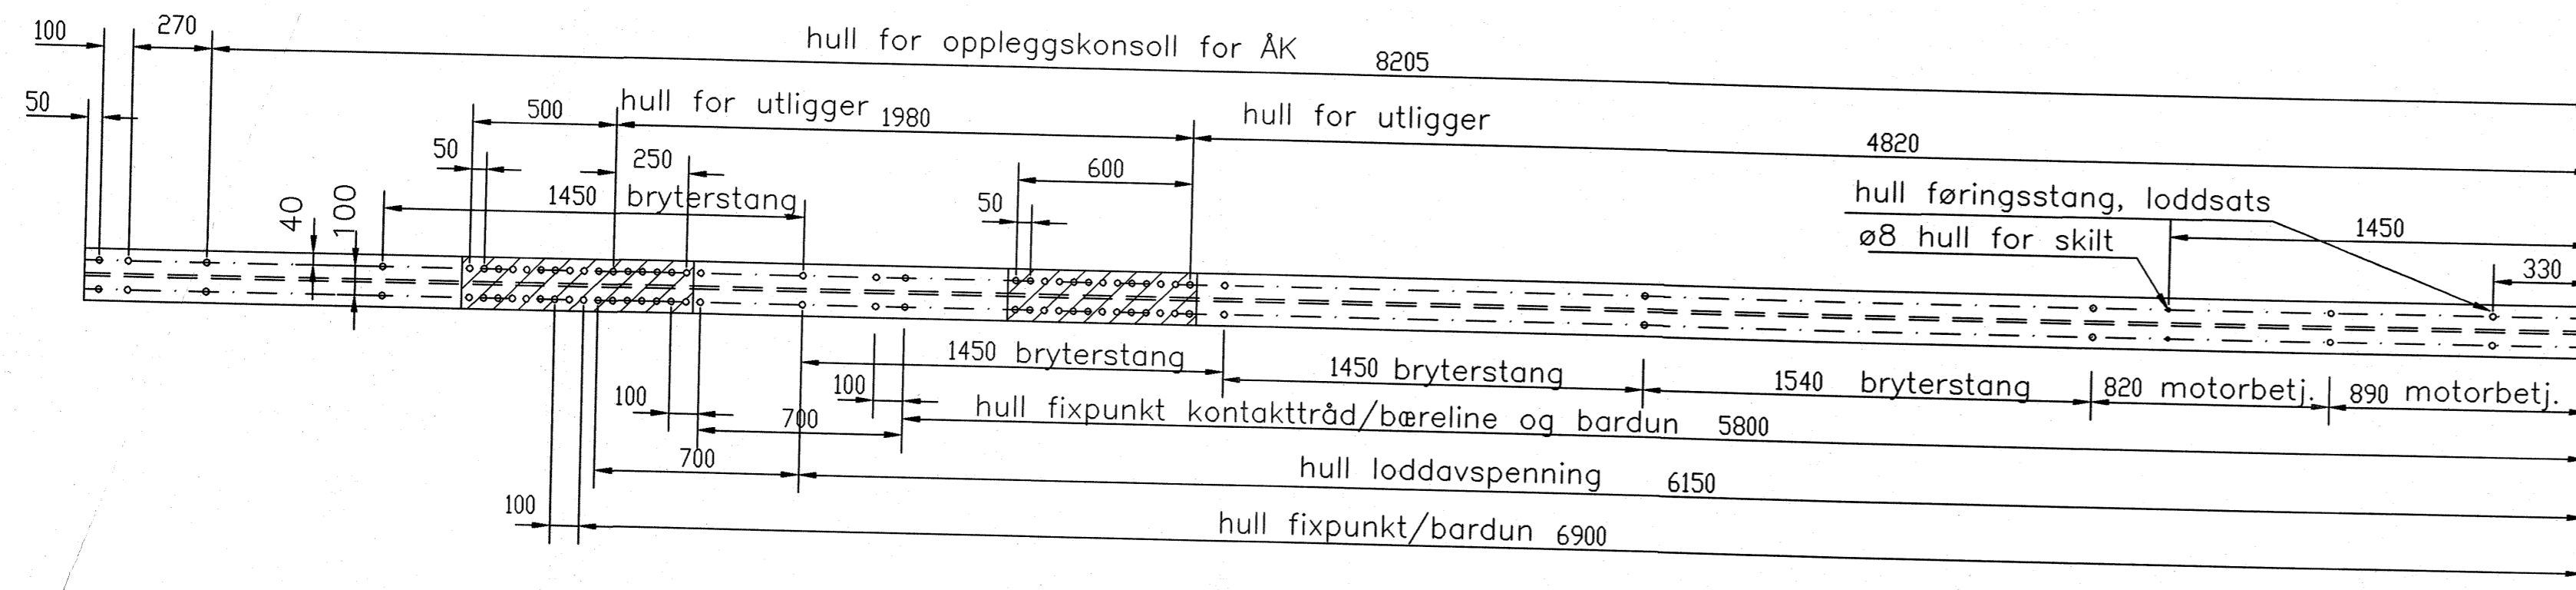 100
270
hull for oppleggskonsoll for ÅK 8205
50
500
hull for utligger 1980
hull for utligger 4820
50
250
600
1450 bryterstang
50
40
100
hull føringsstang, loddsats
ø8 hull for skilt
1450
330
1450 bryterstang
1450 bryterstang
1540 bryterstang
820 motorbetj.
890 motorbetj.
100
100
700
hull fixpunkt kontakttråd/bæreline og bardun 5800
700
hull loddavspenning 6150
100
hull fixpunkt/bardun 6900